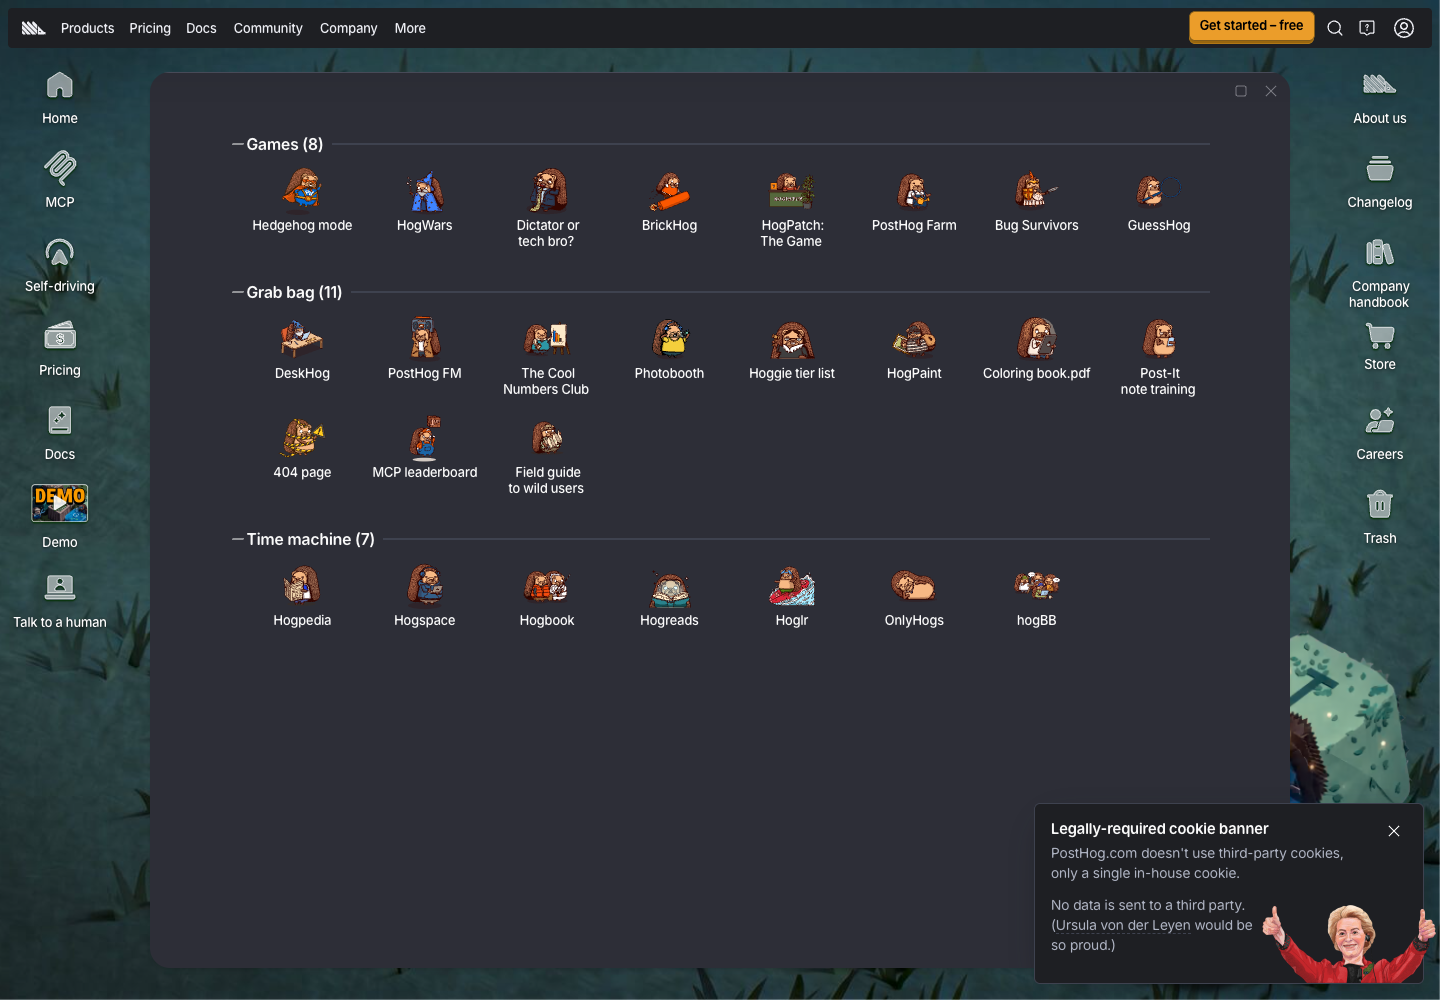 Products Pricing Docs Community Company More
Get started – free
Home
MCP
Self-driving
Pricing
Docs
DEMO
Demo
Talk to a human
Games (8)
Hedgehog mode
HogWars
Dictator or
tech bro?
BrickHog
HogPatch:
The Game
PostHog Farm
Bug Survivors
GuessHog
Grab bag (11)
DeskHog
PostHog FM
The Cool
Numbers Club
Photobooth
Hoggie tier list
HogPaint
Coloring book.pdf
Post-It
note training
404 page
MCP leaderboard
Field guide
to wild users
Time machine (7)
Hogpedia
Hogspace
Hogbook
Hogreads
Hoglr
OnlyHogs
hogBB
About us
Changelog
Company
handbook
Store
Careers
Trash
Legally-required cookie banner
PostHog.com doesn't use third-party cookies,
only a single in-house cookie.
No data is sent to a third party.
(Ursula von der Leyen would be
so proud.)